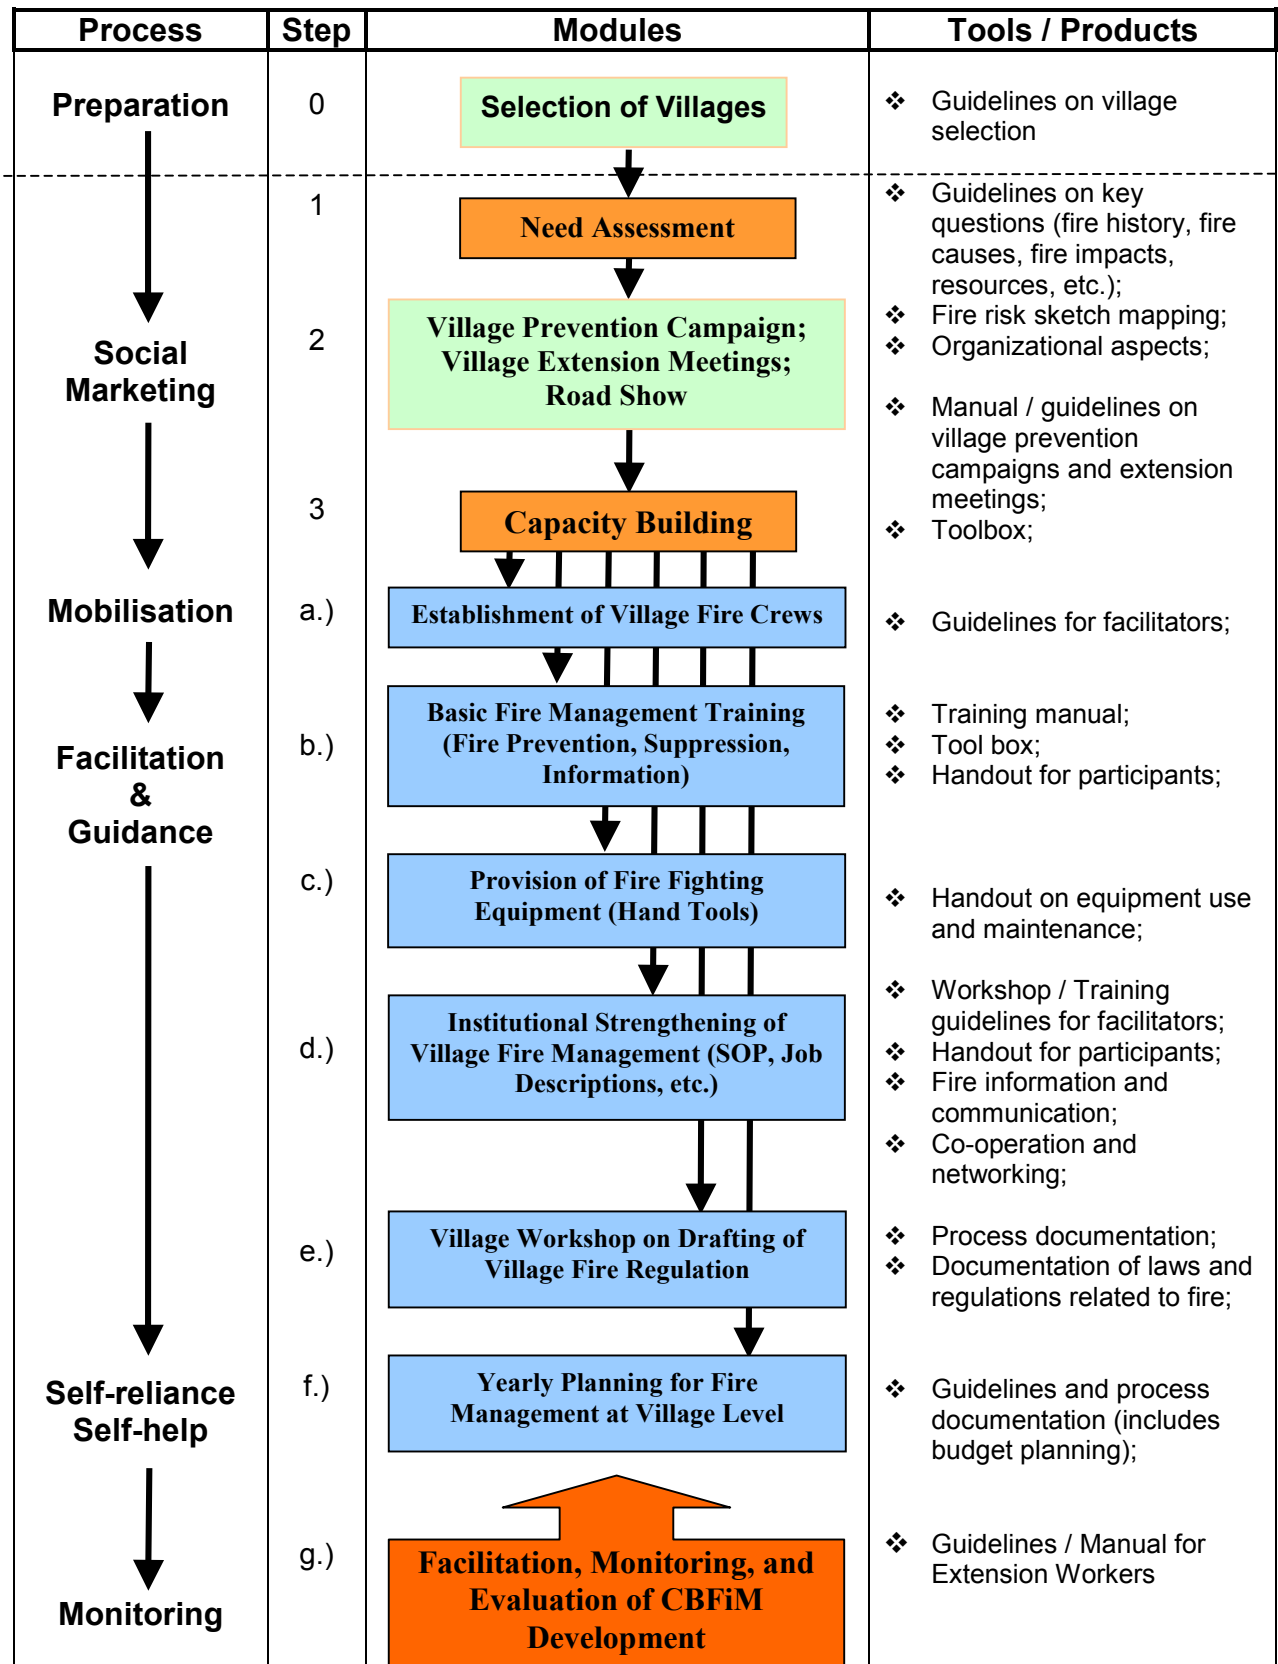 Process Step Modules Tools / Products
Preparation
0
Selection of Villages
❖ Guidelines on village
selection
1
Need Assessment
❖ Guidelines on key
questions (fire history, fire
causes, fire impacts,
resources, etc.);
❖ Fire risk sketch mapping;
❖ Organizational aspects;
Social
Marketing
2
Village Prevention Campaign;
Village Extension Meetings;
Road Show
❖ Manual / guidelines on
village prevention
campaigns and extension
meetings;
❖ Toolbox;
3
Capacity Building
Mobilisation
a.)
Establishment of Village Fire Crews
❖ Guidelines for facilitators;
Facilitation
&
Guidance
b.)
Basic Fire Management Training
(Fire Prevention, Suppression,
Information)
❖ Training manual;
❖ Tool box;
❖ Handout for participants;
c.)
Provision of Fire Fighting
Equipment (Hand Tools)
❖ Handout on equipment use
and maintenance;
d.)
Institutional Strengthening of
Village Fire Management (SOP, Job
Descriptions, etc.)
❖ Workshop / Training
guidelines for facilitators;
❖ Handout for participants;
❖ Fire information and
communication;
❖ Co-operation and
networking;
e.)
Village Workshop on Drafting of
Village Fire Regulation
❖ Process documentation;
❖ Documentation of laws and
regulations related to fire;
Self-reliance
Self-help
f.)
Yearly Planning for Fire
Management at Village Level
❖ Guidelines and process
documentation (includes
budget planning);
Monitoring
g.)
Facilitation, Monitoring, and
Evaluation of CBFiM
Development
❖ Guidelines / Manual for
Extension Workers